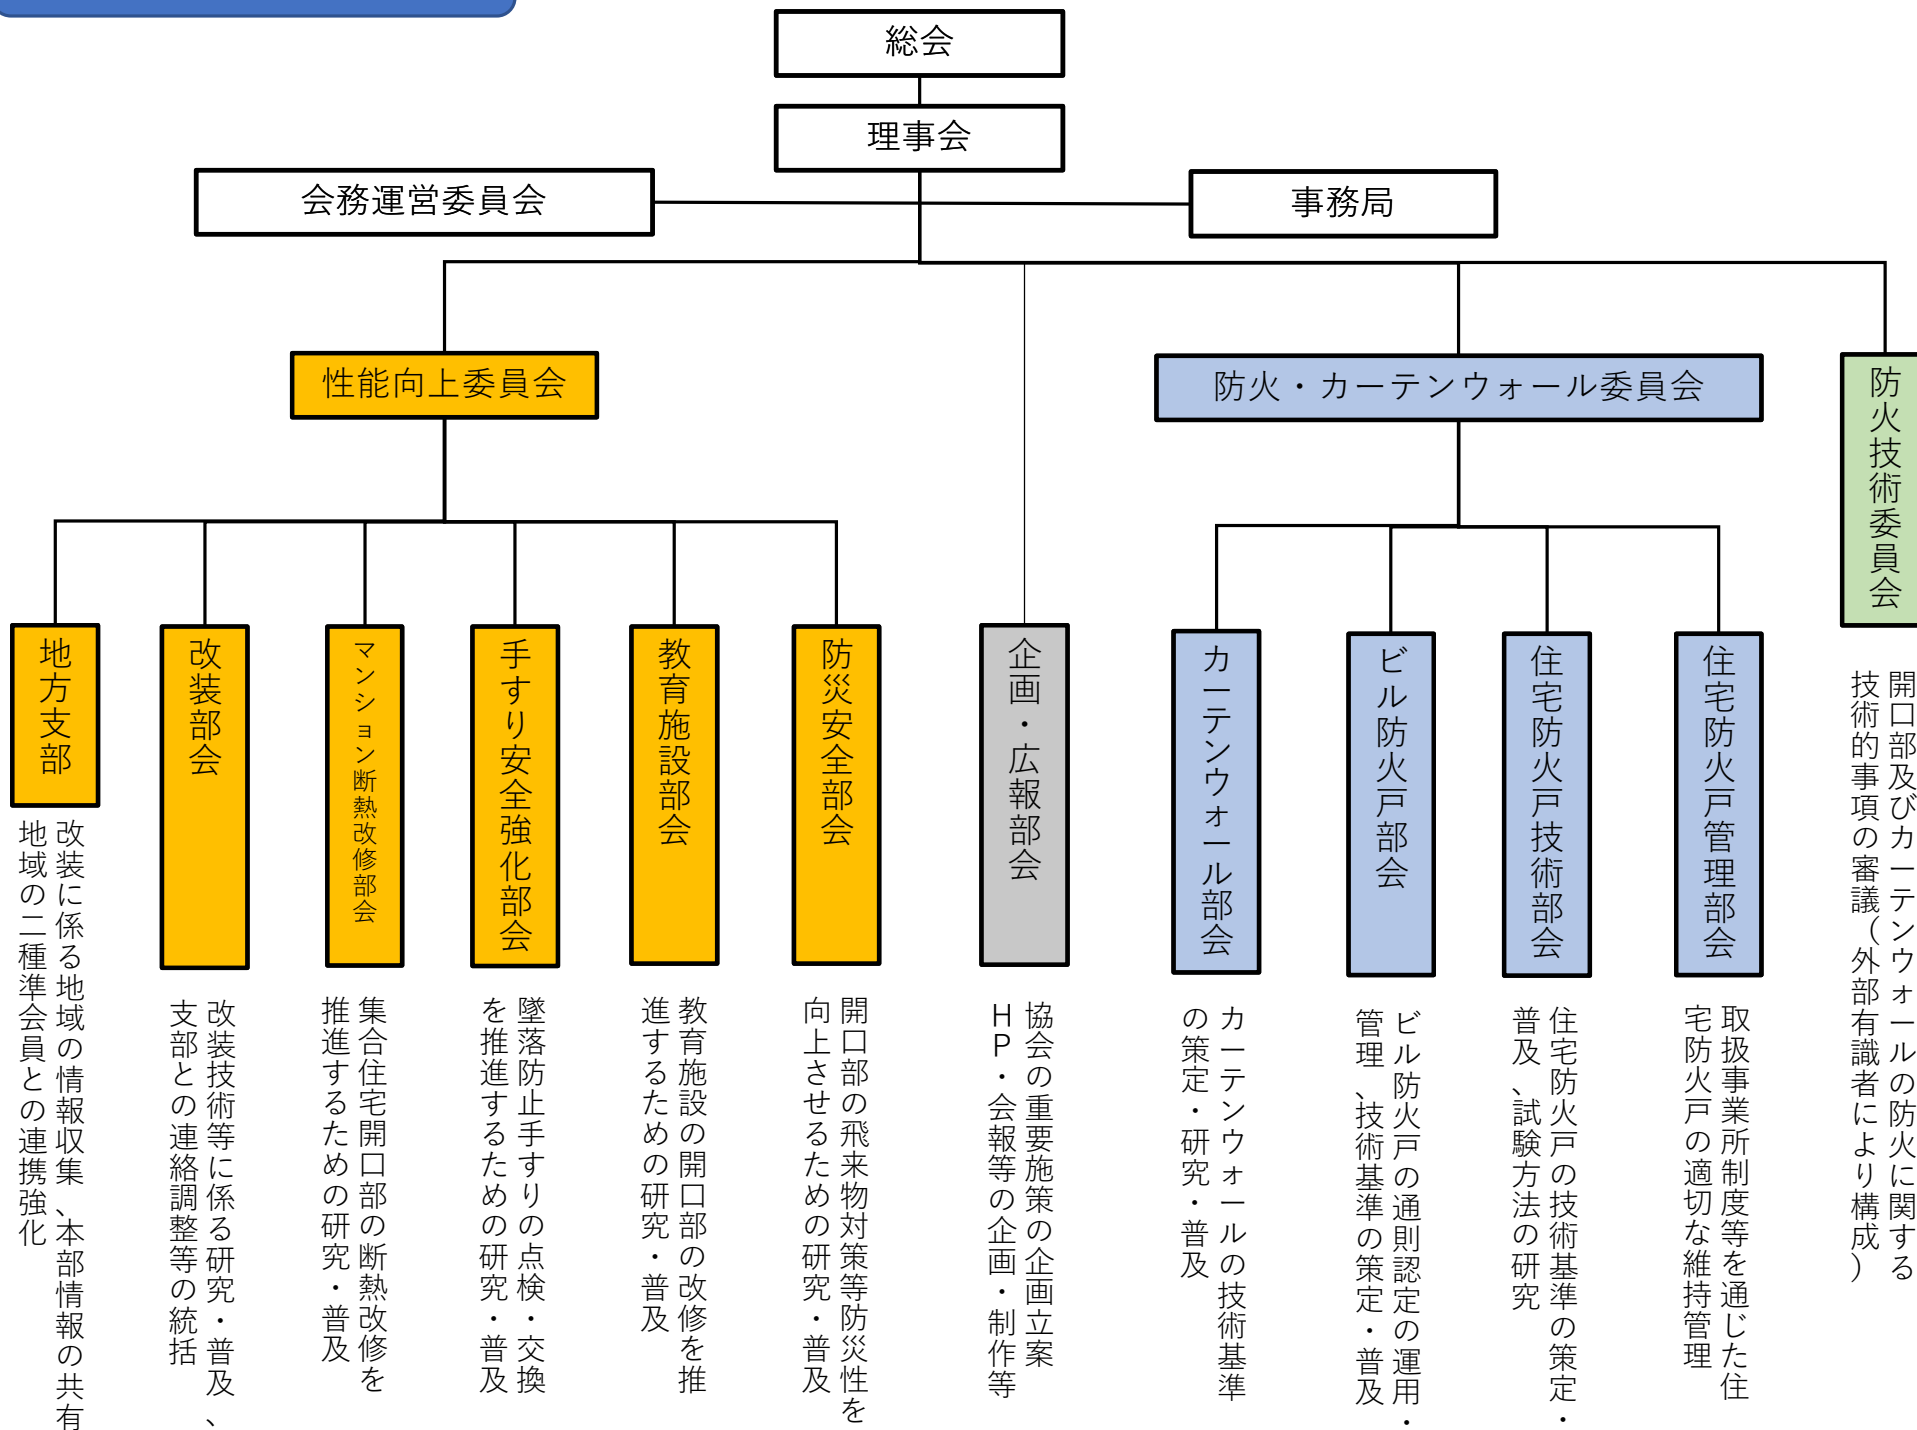 総会
理事会
会務運営委員会
事務局
性能向上委員会
防火・カーテンウォール委員会
防火技術委員会
開口部及びカーテンウォールの防火に関する
技術的事項の審議（外部有識者により構成）
地方支部
改装に係る地域の情報収集、本部情報の共有
地域の二種準会員との連携強化
改装部会
改装技術等に係る研究・普及、
支部との連絡調整等の統括
マンション断熱改修部会
集合住宅開口部の断熱改修を
推進するための研究・普及
手すり安全強化部会
墜落防止手すりの点検・交換
を推進するための研究・普及
教育施設部会
教育施設の開口部の改修を推
進するための研究・普及
防災安全部会
開口部の飛来物対策等防災性を
向上させるための研究・普及
企画・広報部会
協会の重要施策の企画立案
ＨＰ・会報等の企画・制作等
カーテンウォール部会
カーテンウォールの技術基準
の策定・研究・普及
ビル防火戸部会
ビル防火戸の通則認定の運用・
管理、技術基準の策定・普及
住宅防火戸技術部会
住宅防火戸の技術基準の策定・
普及、試験方法の研究
住宅防火戸管理部会
取扱事業所制度等を通じた住
宅防火戸の適切な維持管理